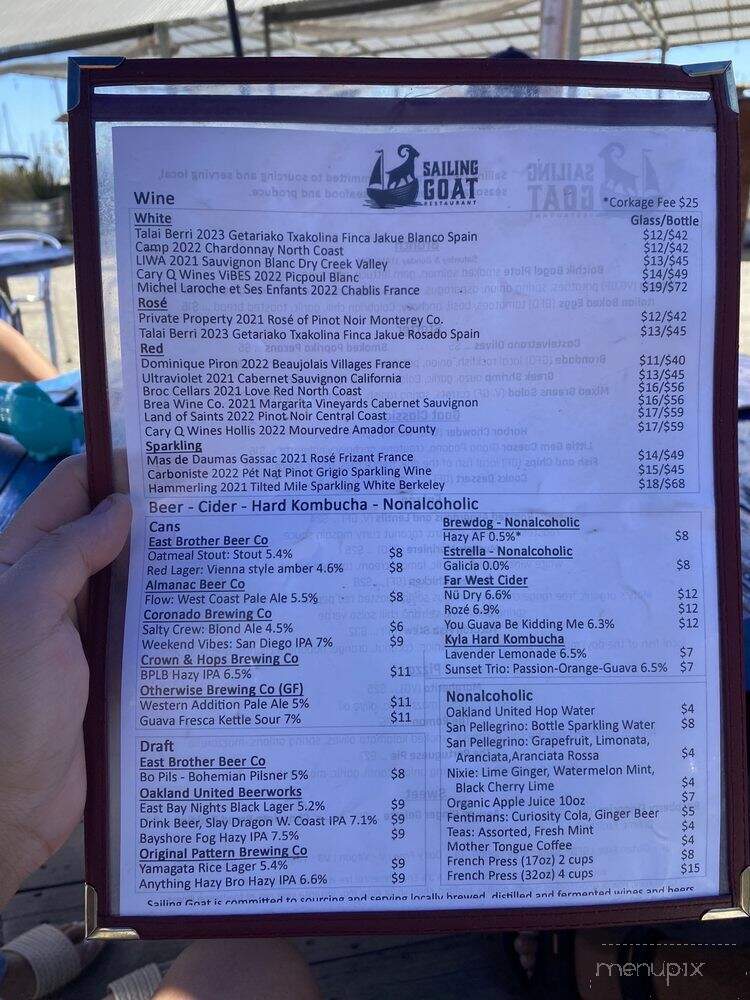 SAILING
GOAT
RESTAURANT
Wine
*Corkage Fee $25
White Glass/Bottle
Talai Berri 2023 Getariako Txakolina Finca Jakue Blanco Spain $12/$42
Camp 2022 Chardonnay North Coast $12/$42
LIWA 2021 Sauvignon Blanc Dry Creek Valley $13/$45
Cary Q Wines ViBES 2022 Picpoul Blanc $14/$49
Michel Laroche et Ses Enfants 2022 Chablis France $19/$72
Rosé
Private Property 2021 Rosé of Pinot Noir Monterey Co. $12/$42
Talai Berri 2023 Getariako Txakolina Finca Jakue Rosado Spain $13/$45
Red
Dominique Piron 2022 Beaujolais Villages France $11/$40
Ultraviolet 2021 Cabernet Sauvignon California $13/$45
Broc Cellars 2021 Love Red North Coast $16/$56
Brea Wine Co. 2021 Margarita Vineyards Cabernet Sauvignon $16/$56
Land of Saints 2022 Pinot Noir Central Coast $17/$59
Cary Q Wines Hollis 2022 Mourvedre Amador County $17/$59
Sparkling
Mas de Daumas Gassac 2021 Rosé Frizant France $14/$49
Carboniste 2022 Pét Nat Pinot Grigio Sparkling Wine $15/$45
Hammerling 2021 Tilted Mile Sparkling White Berkeley $18/$68
Beer - Cider - Hard Kombucha - Nonalcoholic
Cans
East Brother Beer Co
Oatmeal Stout: Stout 5.4% $8
Red Lager: Vienna style amber 4.6% $8
Almanac Beer Co
Flow: West Coast Pale Ale 5.5% $8
Coronado Brewing Co
Salty Crew: Blond Ale 4.5% $6
Weekend Vibes: San Diego IPA 7% $9
Crown & Hops Brewing Co
BPLB Hazy IPA 6.5% $11
Otherwise Brewing Co (GF)
Western Addition Pale Ale 5% $11
Guava Fresca Kettle Sour 7% $11
Draft
East Brother Beer Co
Bo Pils - Bohemian Pilsner 5% $8
Oakland United Beerworks
East Bay Nights Black Lager 5.2% $9
Drink Beer, Slay Dragon W. Coast IPA 7.1% $9
Bayshore Fog Hazy IPA 7.5% $9
Original Pattern Brewing Co
Yamagata Rice Lager 5.4% $9
Anything Hazy Bro Hazy IPA 6.6% $9
Brewdog - Nonalcoholic
Hazy AF 0.5%* $8
Estrella - Nonalcoholic
Galicia 0.0% $8
Far West Cider
Nü Dry 6.6% $12
Rozé 6.9% $12
You Guava Be Kidding Me 6.3% $12
Kyla Hard Kombucha
Lavender Lemonade 6.5% $7
Sunset Trio: Passion-Orange-Guava 6.5% $7
Nonalcoholic
Oakland United Hop Water $4
San Pellegrino: Bottle Sparkling Water $8
San Pellegrino: Grapefruit, Limonata,
Aranciata,Aranciata Rossa $4
Nixie: Lime Ginger, Watermelon Mint,
Black Cherry Lime $4
Organic Apple Juice 10oz $7
Fentimans: Curiosity Cola, Ginger Beer $5
Teas: Assorted, Fresh Mint $4
Mother Tongue Coffee $4
French Press (17oz) 2 cups $8
French Press (32oz) 4 cups $15
Sailing Goat is committed to sourcing and serving locally brewed, distilled and fermented wines and beers
menupix